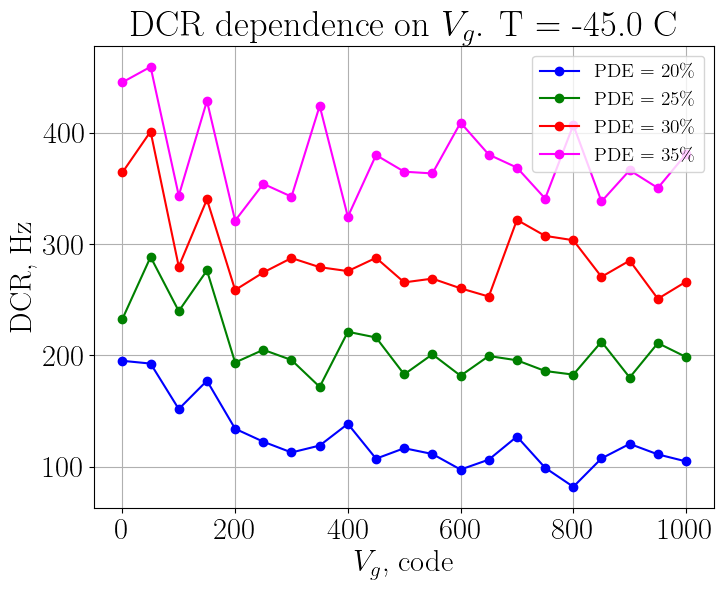 DCR dependence on V_g. T = -45.0 C
PDE = 20%
PDE = 25%
PDE = 30%
PDE = 35%
400
300
200
100
DCR, Hz
0 200 400 600 800 1000
V_g, code